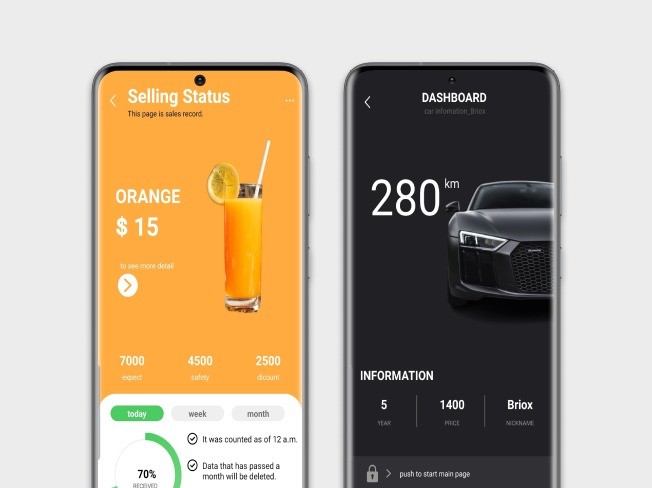 Selling Status
This page is sales record.
ORANGE
$ 15
to see more detail
7000
4500
2500
expect
safety
dicount
today
week
month
It was counted as of 12 a.m.
Data that has passed a
month will be deleted.
70%
RECEIVED
DASHBOARD
car infomation_Briox
280 km
INFORMATION
5
1400
Briox
YEAR
PRICE
NICKNAME
push to start main page